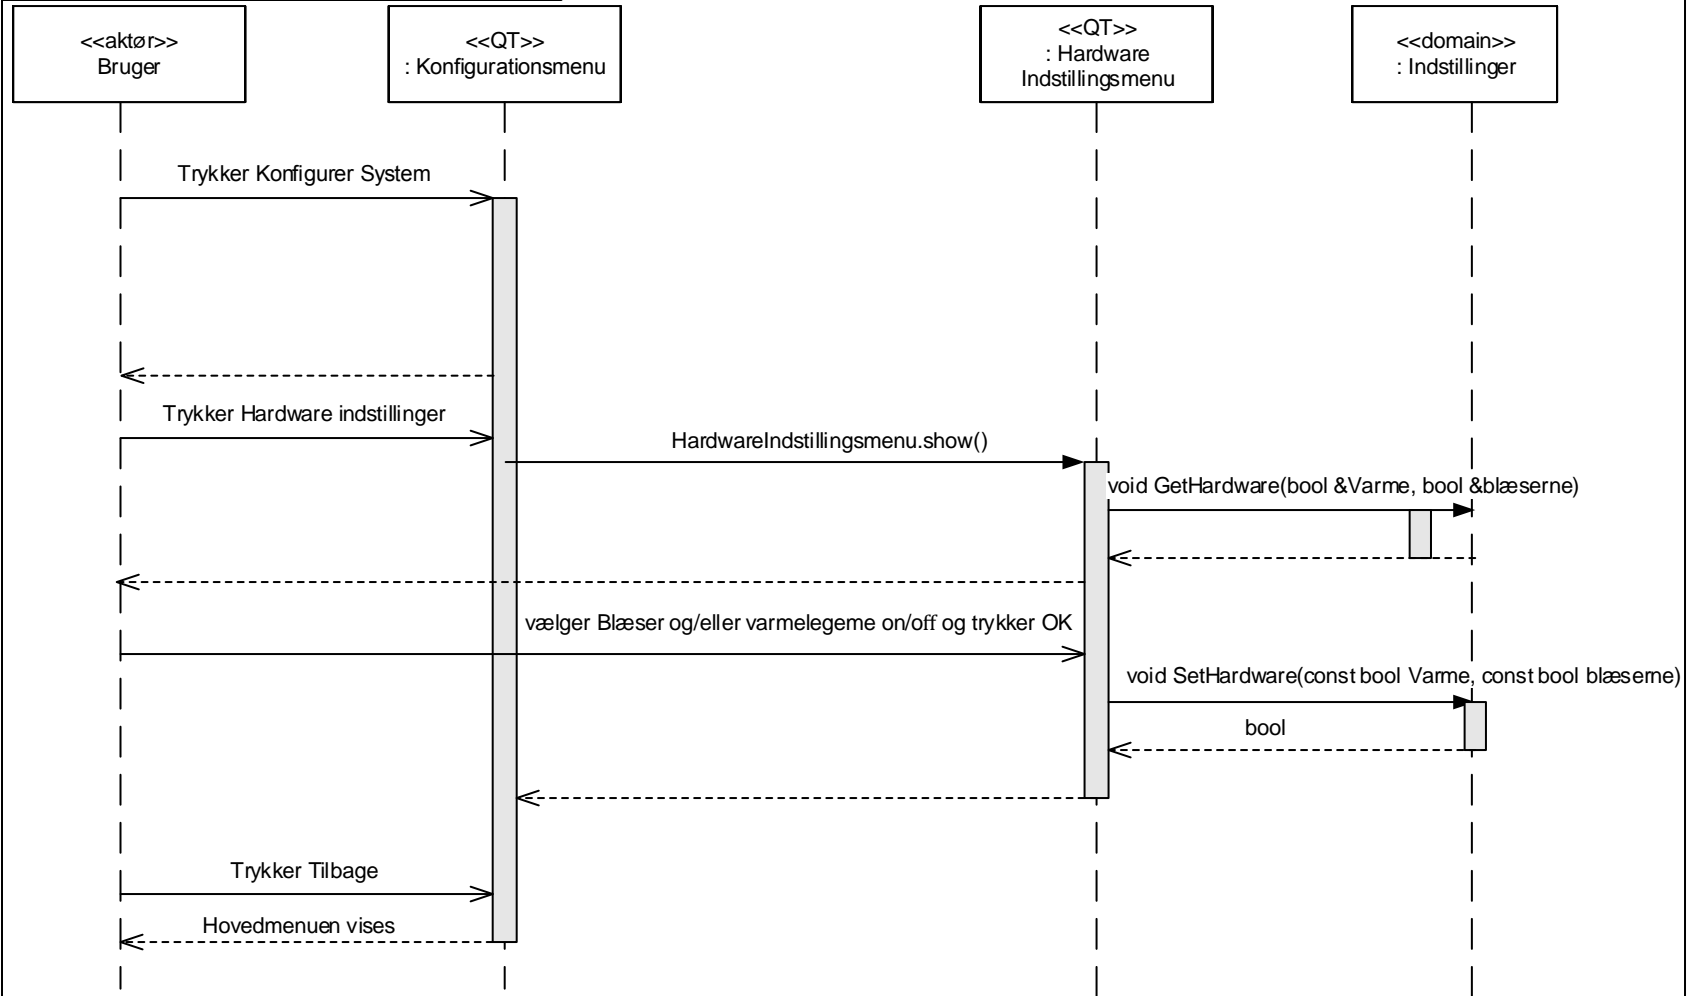 <<aktør>>
Bruger
<<QT>>
: Konfigurationsmenu
<<QT>>
: Hardware
Indstillingsmenu
<<domain>>
: Indstillinger
Trykker Konfigurer System
Trykker Hardware indstillinger
HardwareIndstillingsmenu.show()
void GetHardware(bool &Varme, bool &blæserne)
vælger Blæser og/eller varmelegeme on/off og trykker OK
void SetHardware(const bool Varme, const bool blæserne)
bool
Trykker Tilbage
Hovedmenuen vises